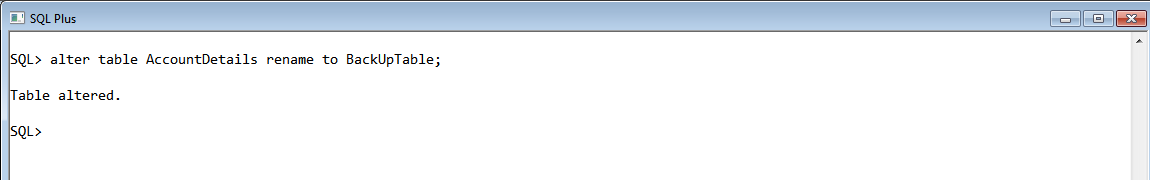 SQL Plus
SQL> alter table AccountDetails rename to BackUpTable;
Table altered.
SQL>